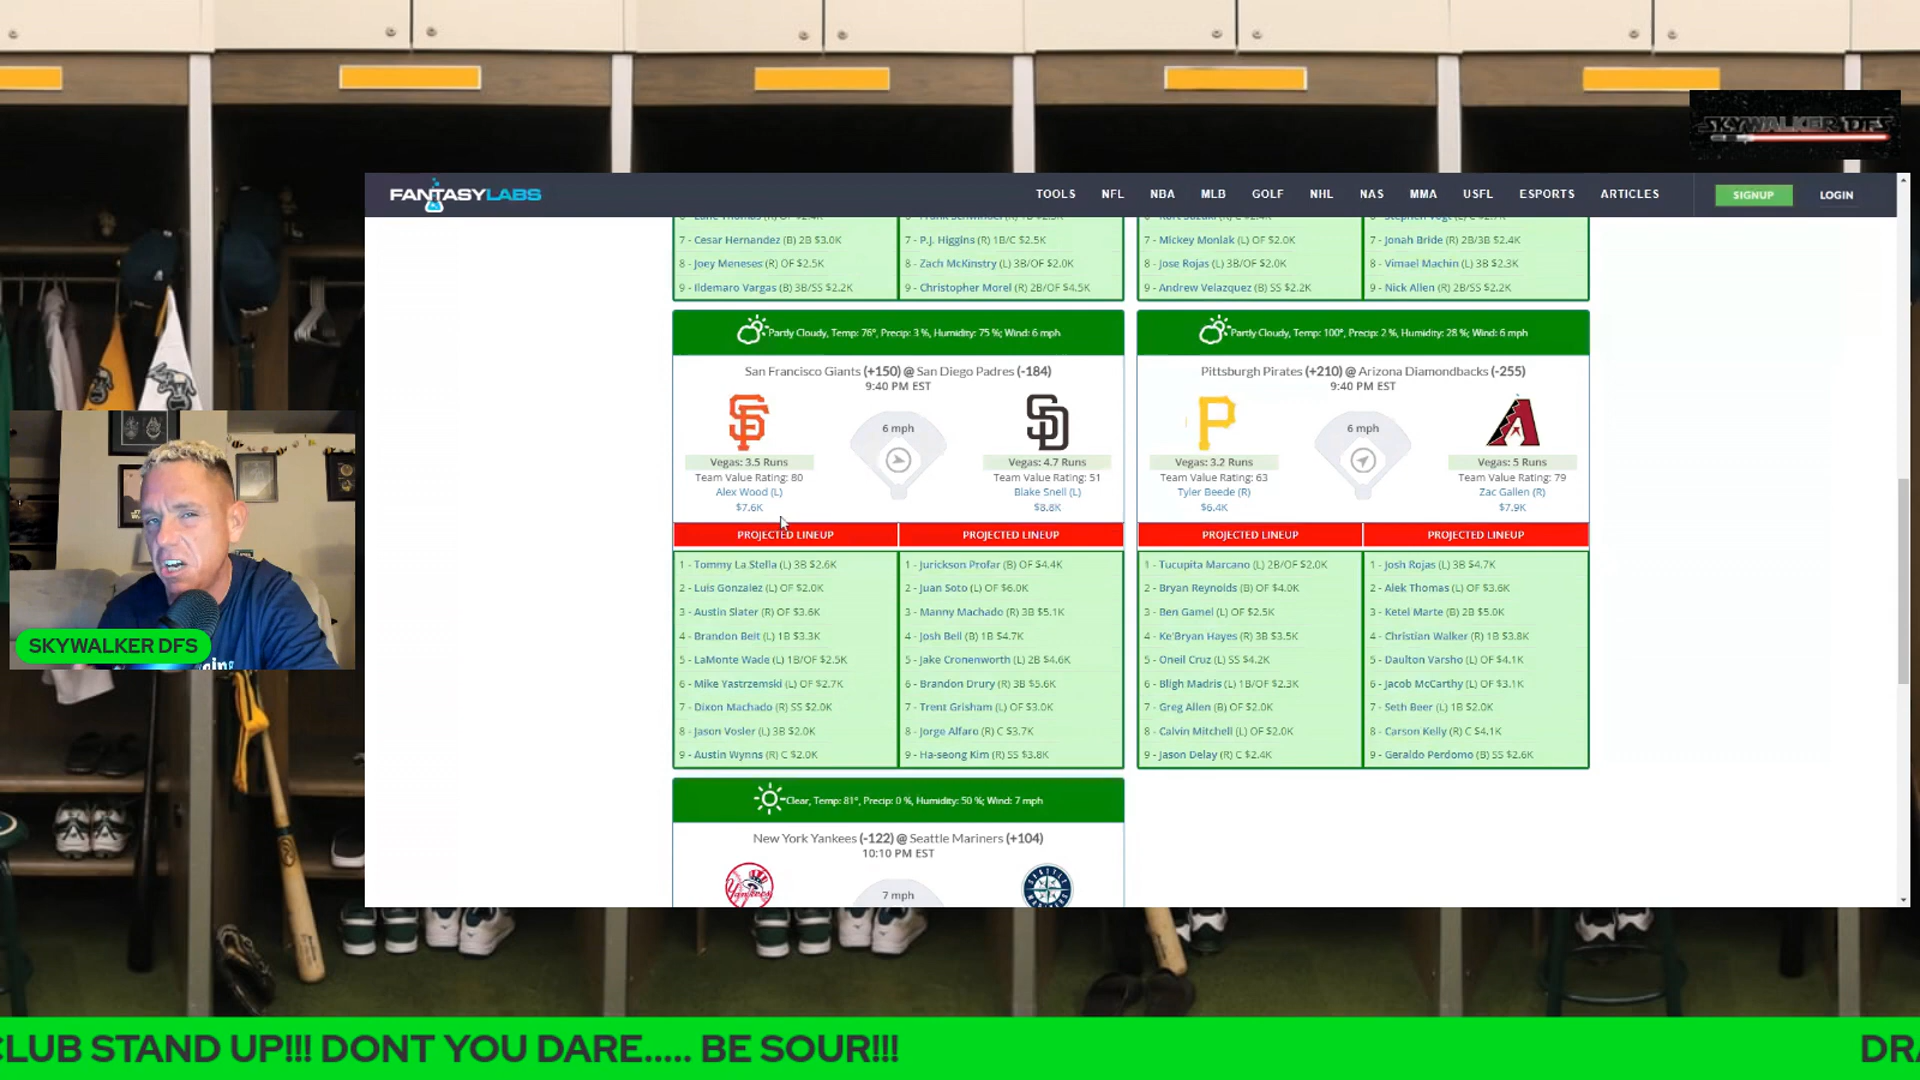 SKYWALKER DFS
FANTASYLABS
TOOLS NFL NBA MLB GOLF NHL NAS MMA USFL ESPORTS ARTICLES SIGNUP LOGIN
7 - Cesar Hernandez (B) 2B $3.0K
8 - Joey Meneses (R) OF $2.5K
9 - Ildemaro Vargas (B) 3B/SS $2.2K
7 - P.J. Higgins (R) 1B/C $2.5K
8 - Zach McKinstry (L) 3B/OF $2.0K
9 - Christopher Morel (R) 2B/OF $4.5K
7 - Mickey Moniak (L) OF $2.0K
8 - Jose Rojas (L) 3B/OF $2.0K
9 - Andrew Velazquez (B) SS $2.2K
7 - Jonah Bride (R) 2B/3B $2.4K
8 - Vimael Machin (L) 3B $2.3K
9 - Nick Allen (R) 2B/SS $2.2K
Partly Cloudy, Temp: 76°, Precip: 3 %, Humidity: 75 %; Wind: 6 mph
San Francisco Giants (+150) @ San Diego Padres (-184)
9:40 PM EST
SF
6 mph
SD
Vegas: 3.5 Runs
Team Value Rating: 80
Alex Wood (L)
$7.6K
Vegas: 4.7 Runs
Team Value Rating: 51
Blake Snell (L)
$8.8K
PROJECTED LINEUP
PROJECTED LINEUP
1 - Tommy La Stella (L) 3B $2.6K
2 - Luis Gonzalez (L) OF $2.0K
3 - Austin Slater (R) OF $3.6K
4 - Brandon Belt (L) 1B $3.3K
5 - LaMonte Wade (L) 1B/OF $2.5K
6 - Mike Yastrzemski (L) OF $2.7K
7 - Dixon Machado (R) SS $2.0K
8 - Jason Vosler (L) 3B $2.0K
9 - Austin Wynns (R) C $2.0K
1 - Jurickson Profar (B) OF $4.4K
2 - Juan Soto (L) OF $6.0K
3 - Manny Machado (R) 3B $5.1K
4 - Josh Bell (B) 1B $4.7K
5 - Jake Cronenworth (L) 2B $4.6K
6 - Brandon Drury (R) 3B $5.6K
7 - Trent Grisham (L) OF $3.0K
8 - Jorge Alfaro (R) C $3.7K
9 - Ha-seong Kim (R) SS $3.8K
Partly Cloudy, Temp: 100°, Precip: 2 %, Humidity: 28 %; Wind: 6 mph
Pittsburgh Pirates (+210) @ Arizona Diamondbacks (-255)
9:40 PM EST
P
6 mph
A
Vegas: 3.2 Runs
Team Value Rating: 63
Tyler Beede (R)
$6.4K
Vegas: 5 Runs
Team Value Rating: 79
Zac Gallen (R)
$7.9K
PROJECTED LINEUP
PROJECTED LINEUP
1 - Tucupita Marcano (L) 2B/OF $2.0K
2 - Bryan Reynolds (B) OF $4.0K
3 - Ben Gamel (L) OF $2.5K
4 - Ke'Bryan Hayes (R) 3B $3.5K
5 - Oneil Cruz (L) SS $4.2K
6 - Bligh Madris (L) 1B/OF $2.3K
7 - Greg Allen (B) OF $2.0K
8 - Calvin Mitchell (L) OF $2.0K
9 - Jason Delay (R) C $2.4K
1 - Josh Rojas (L) 3B $4.7K
2 - Alek Thomas (L) OF $3.6K
3 - Ketel Marte (B) 2B $5.0K
4 - Christian Walker (R) 1B $3.8K
5 - Daulton Varsho (L) OF $4.1K
6 - Jacob McCarthy (L) OF $3.1K
7 - Seth Beer (L) 1B $2.0K
8 - Carson Kelly (R) C $4.1K
9 - Geraldo Perdomo (B) SS $2.6K
Clear, Temp: 81°, Precip: 0 %, Humidity: 50 %; Wind: 7 mph
New York Yankees (-122) @ Seattle Mariners (+104)
10:10 PM EST
7 mph
SKYWALKER DFS
CLUB STAND UP!!! DONT YOU DARE..... BE SOUR!!!
DRA